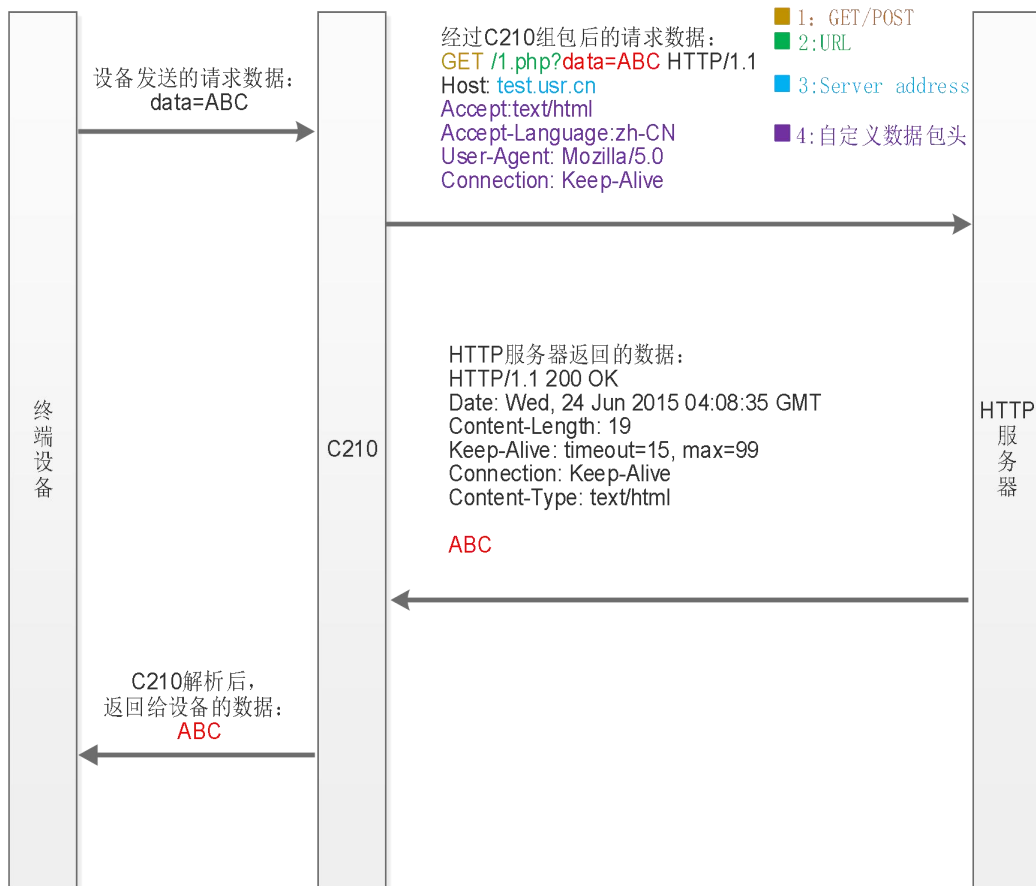 设备发送的请求数据：
data=ABC
经过C210组包后的请求数据：
GET /1.php?data=ABC HTTP/1.1
Host: test.usr.cn
Accept:text/html
Accept-Language:zh-CN
User-Agent: Mozilla/5.0
Connection: Keep-Alive
1: GET/POST
2:URL
3:Server address
4:自定义数据包头
终端设备
C210
HTTP服务器
HTTP服务器返回的数据：
HTTP/1.1 200 OK
Date: Wed, 24 Jun 2015 04:08:35 GMT
Content-Length: 19
Keep-Alive: timeout=15, max=99
Connection: Keep-Alive
Content-Type: text/html
ABC
C210解析后，
返回给设备的数据：
ABC